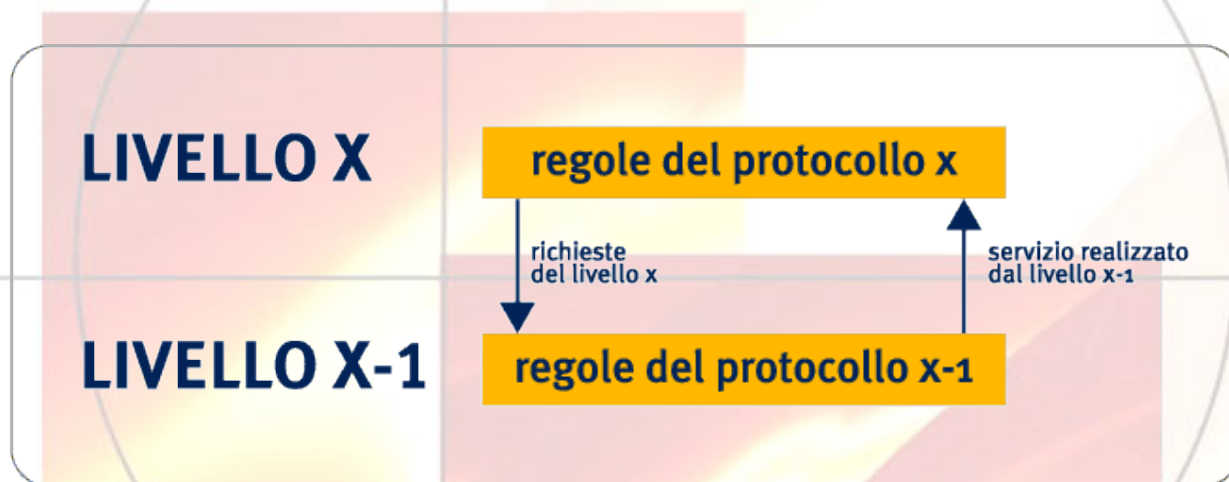 LIVELLO X
regole del protocollo x
richieste
del livello x
servizio realizzato
dal livello x-1
LIVELLO X-1
regole del protocollo x-1